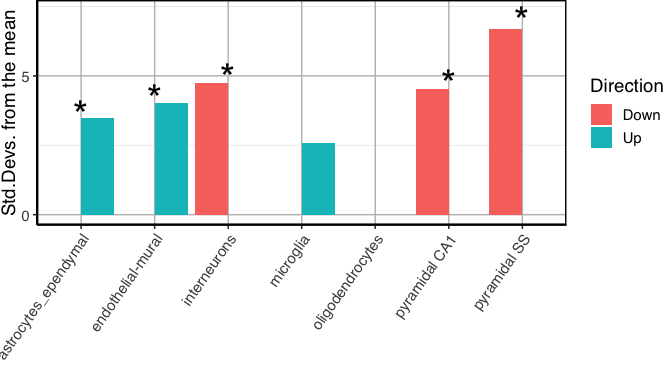 Std.Devs. from the mean
5
0
*
*
*
*
*
astrocytes_ependymal
endothelial-mural
interneurons
microglia
oligodendrocytes
pyramidal CA1
pyramidal SS
Direction
Down
Up